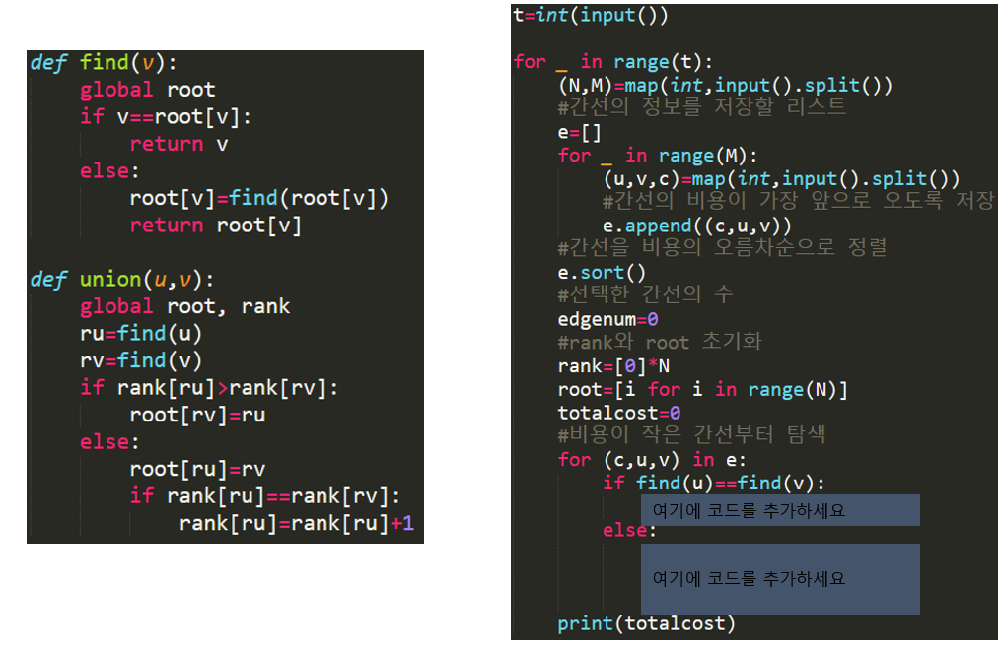 def find(v):
global root
if v==root[v]:
return v
else:
root[v]=find(root[v])
return root[v]
def union(u,v):
global root, rank
ru=find(u)
rv=find(v)
if rank[ru]>rank[rv]:
root[rv]=ru
else:
root[ru]=rv
if rank[ru]==rank[rv]:
rank[ru]=rank[ru]+1
t=int(input())
for _ in range(t):
(N,M)=map(int,input().split())
#간선의 정보를 저장할 리스트
e=[]
for _ in range(M):
(u,v,c)=map(int,input().split())
#간선의 비용이 가장 앞으로 오도록 저장
e.append((c,u,v))
#간선을 비용의 오름차순으로 정렬
e.sort()
#선택한 간선의 수
edgenum=0
#rank와 root 초기화
rank=[0]*N
root=[i for i in range(N)]
totalcost=0
#비용이 작은 간선부터 탐색
for (c,u,v) in e:
if find(u)==find(v):
여기에 코드를 추가하세요
else:
여기에 코드를 추가하세요
print(totalcost)